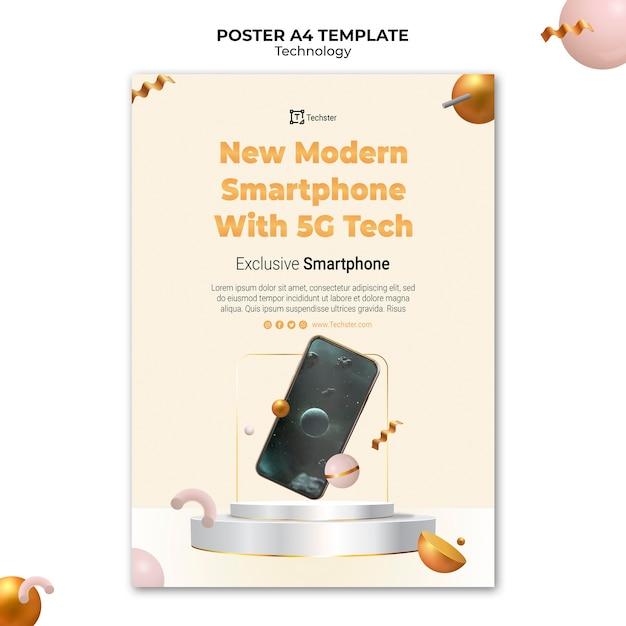 POSTER A4 TEMPLATE
Technology
T Techster
New Modern
Smartphone
With 5G Tech
Exclusive Smartphone
Lorem ipsum dolor sit amet, consectetur adipiscing elit, sed do
eiusmod tempor incididunt ut labore et dolore magna aliqua.
Quis ipsum suspendisse ultrices gravida. Risus
www.Techster.com